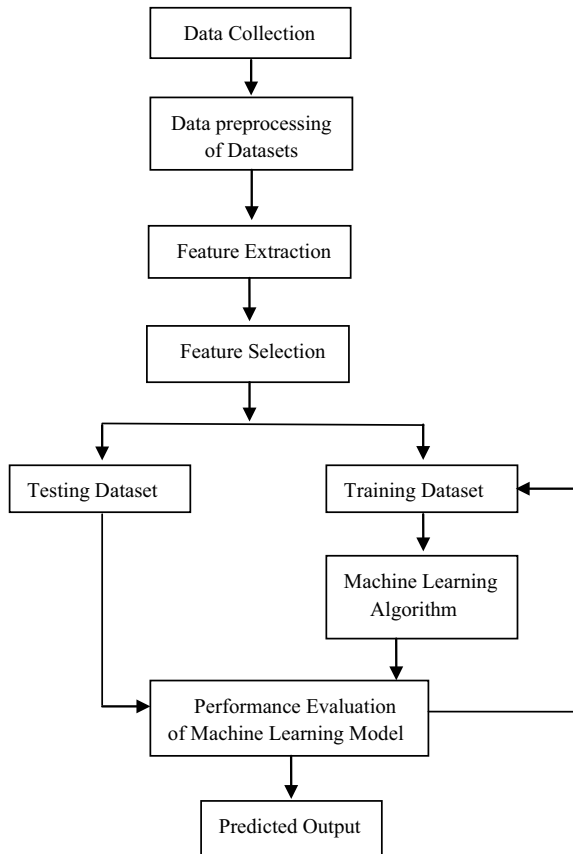 Data Collection
Data preprocessing
of Datasets
Feature Extraction
Feature Selection
Testing Dataset
Training Dataset
Machine Learning
Algorithm
Performance Evaluation
of Machine Learning Model
Predicted Output